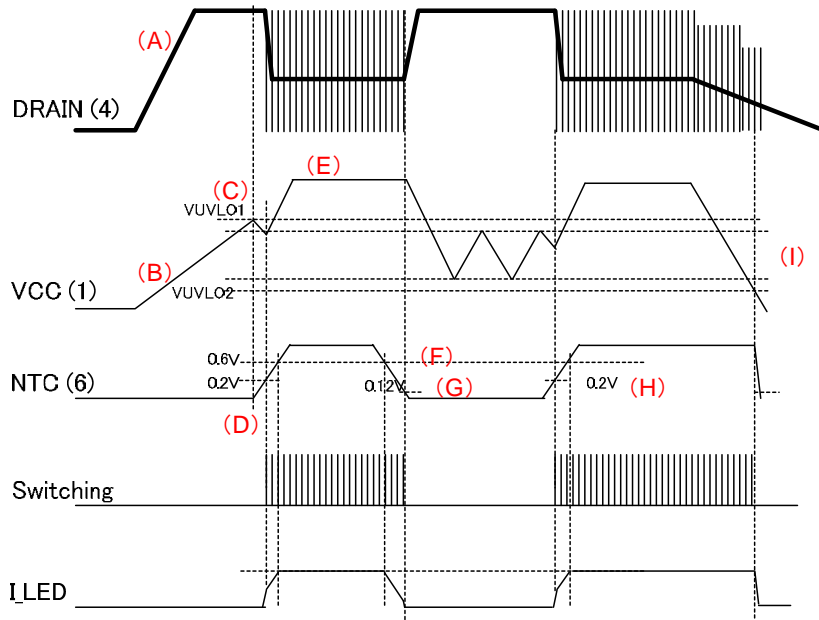 (A)
DRAIN (4)
(C)
(E)
VUVLO1
(B)
(I)
VUVLO2
VCC (1)
0.6V
(F)
NTC (6)
0.2V
0.12V
(G)
0.2V
(H)
(D)
Switching
I_LED